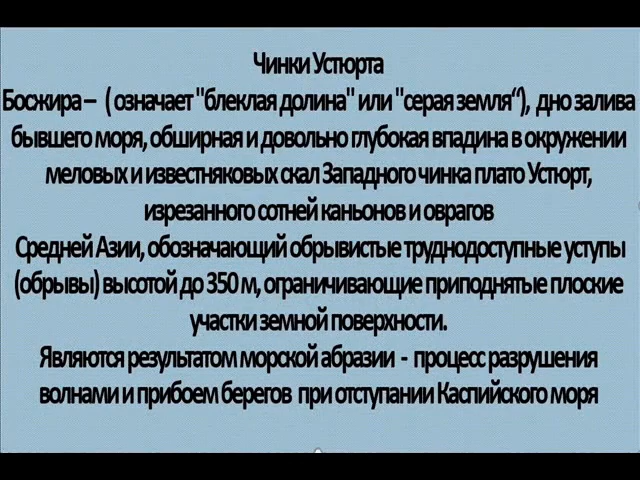 Чинки Устюрта
Босжира – ( означает "блеклая долина" или "серая земля“), дно залива
бывшего моря, обширная и довольно глубокая впадина в окружении
меловых и известняковых скал Западного чинка плато Устюрт,
изрезанного сотней каньонов и оврагов
Средней Азии, обозначающий обрывистые труднодоступные уступы
(обрывы) высотой до 350 м, ограничивающие приподнятые плоские
участки земной поверхности.
Являются результатом морской абразии - процесс разрушения
волнами и прибоем берегов при отступании Каспийского моря